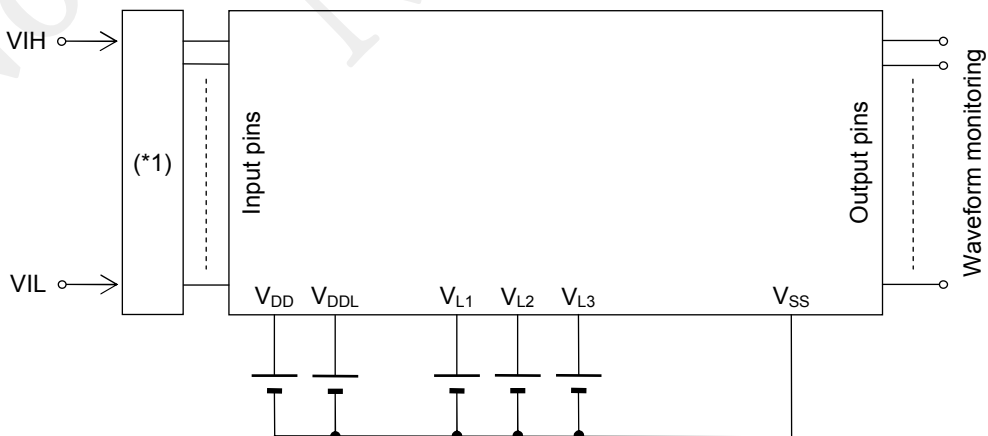 VIH
(*1)
VIL
Input pins
Output pins
Waveform monitoring
VDD VDDL VL1 VL2 VL3 VSS